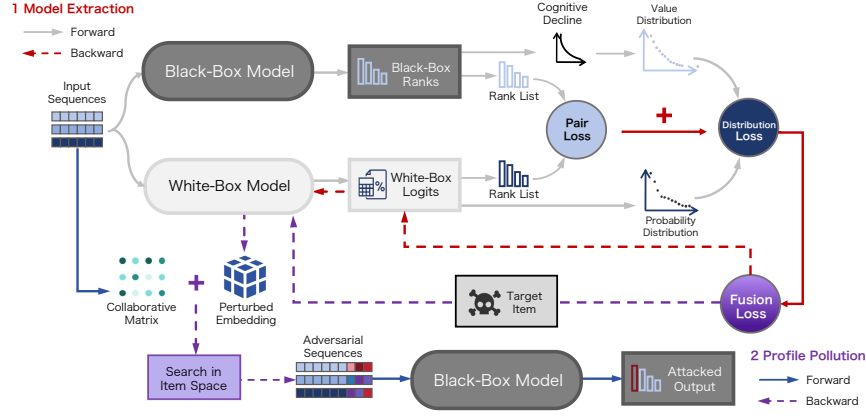 1 Model Extraction
Forward
Backward
Input
Sequences
Black-Box Model
Black-Box
Ranks
Cognitive
Decline
Value
Distribution
Rank List
Pair
Loss
+
Distribution
Loss
White-Box Model
%
White-Box
Logits
Rank List
Probability
Distribution
Collaborative
Matrix
+
Perturbed
Embedding
Target
Item
Fusion
Loss
Search in
Item Space
Adversarial
Sequences
Black-Box Model
Attacked
Output
2 Profile Pollution
Forward
Backward